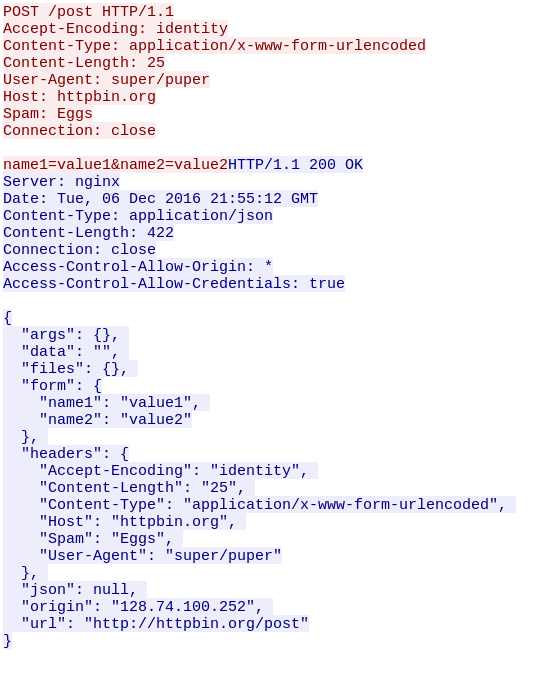 POST /post HTTP/1.1
Accept-Encoding: identity
Content-Type: application/x-www-form-urlencoded
Content-Length: 25
User-Agent: super/puper
Host: httpbin.org
Spam: Eggs
Connection: close

name1=value1&name2=value2HTTP/1.1 200 OK
Server: nginx
Date: Tue, 06 Dec 2016 21:55:12 GMT
Content-Type: application/json
Content-Length: 422
Connection: close
Access-Control-Allow-Origin: *
Access-Control-Allow-Credentials: true

{
  "args": {},
  "data": "",
  "files": {},
  "form": {
    "name1": "value1",
    "name2": "value2"
  },
  "headers": {
    "Accept-Encoding": "identity",
    "Content-Length": "25",
    "Content-Type": "application/x-www-form-urlencoded",
    "Host": "httpbin.org",
    "Spam": "Eggs",
    "User-Agent": "super/puper"
  },
  "json": null,
  "origin": "128.74.100.252",
  "url": "http://httpbin.org/post"
}